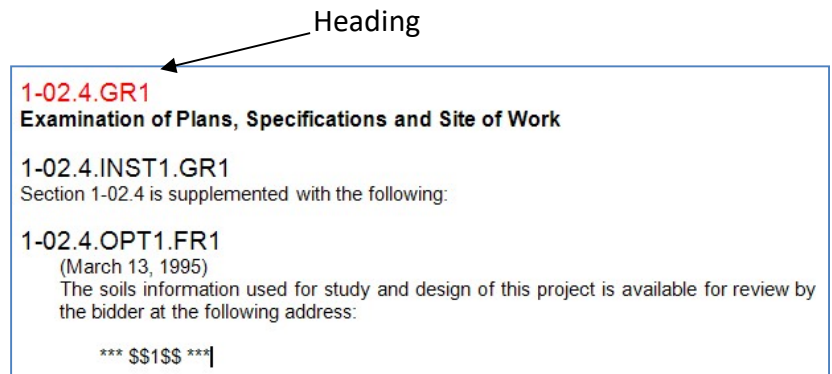 Heading
1-02.4.GR1
Examination of Plans, Specifications and Site of Work
1-02.4.INST1.GR1
Section 1-02.4 is supplemented with the following:
1-02.4.OPT1.FR1
(March 13, 1995)
The soils information used for study and design of this project is available for review by
the bidder at the following address:
*** $$1$$ ***